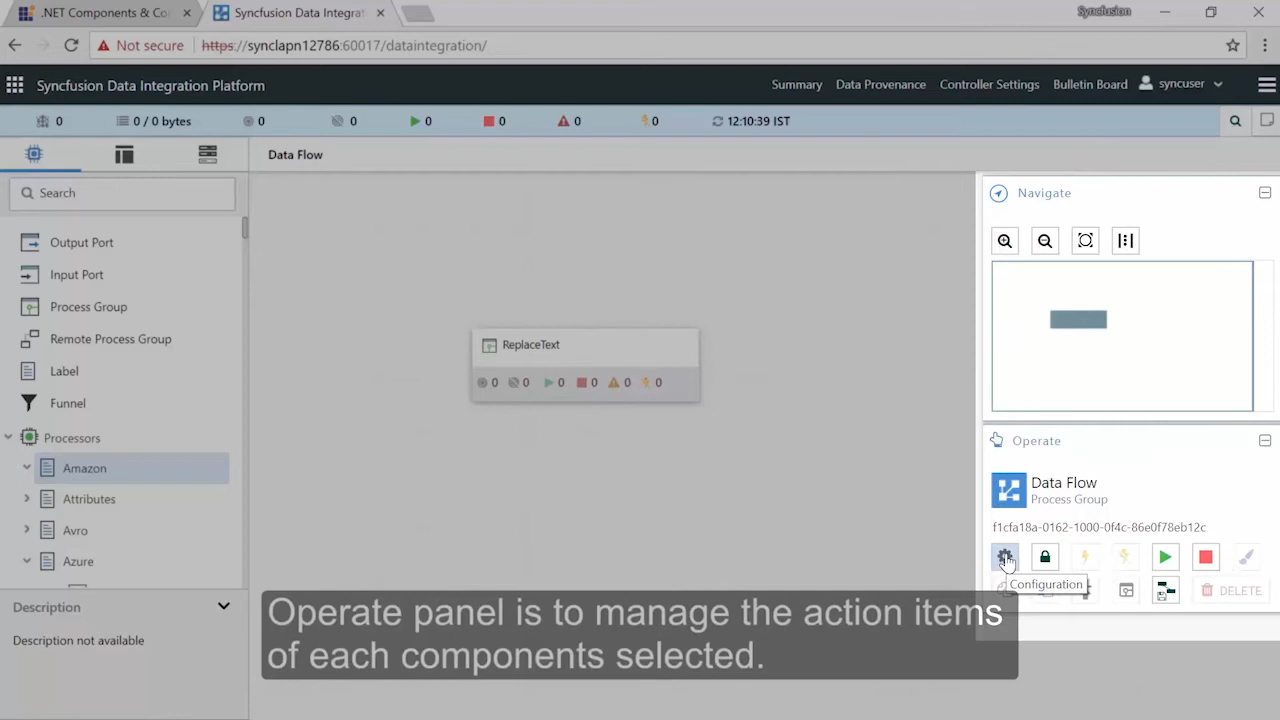 .NET Components & Co
Syncfusion Data Integrat
Syncfusion
Not secure
https://synclapn12786:60017/dataintegration/
Syncfusion Data Integration Platform
Summary
Data Provenance
Controller Settings
Bulletin Board
syncuser
0
0 / 0 bytes
0
0
0
0
0
0
12:10:39 IST
Data Flow
Search
Output Port
Input Port
Process Group
Remote Process Group
Label
Funnel
Processors
Amazon
Attributes
Avro
Azure
Description
Description not available
ReplaceText
0 0 0 0 0 0
Navigate
Operate
Data Flow
Process Group
f1cfa18a-0162-1000-0f4c-86e0f78eb12c
Configuration
DELETE
Operate panel is to manage the action items
of each components selected.